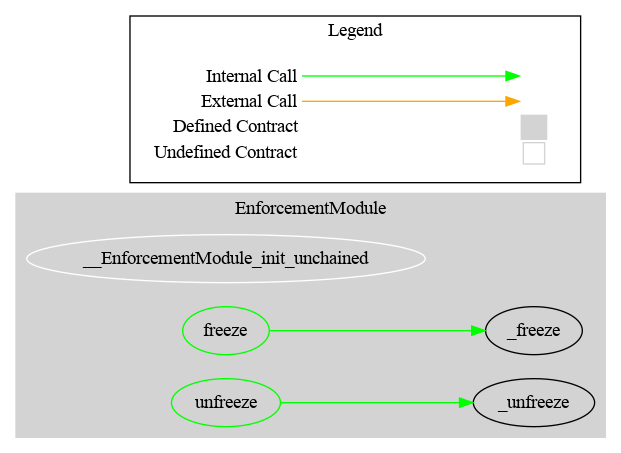 Legend
Internal Call
External Call
Defined Contract
Undefined Contract
EnforcementModule
__EnforcementModule_init_unchained
freeze
_freeze
unfreeze
_unfreeze